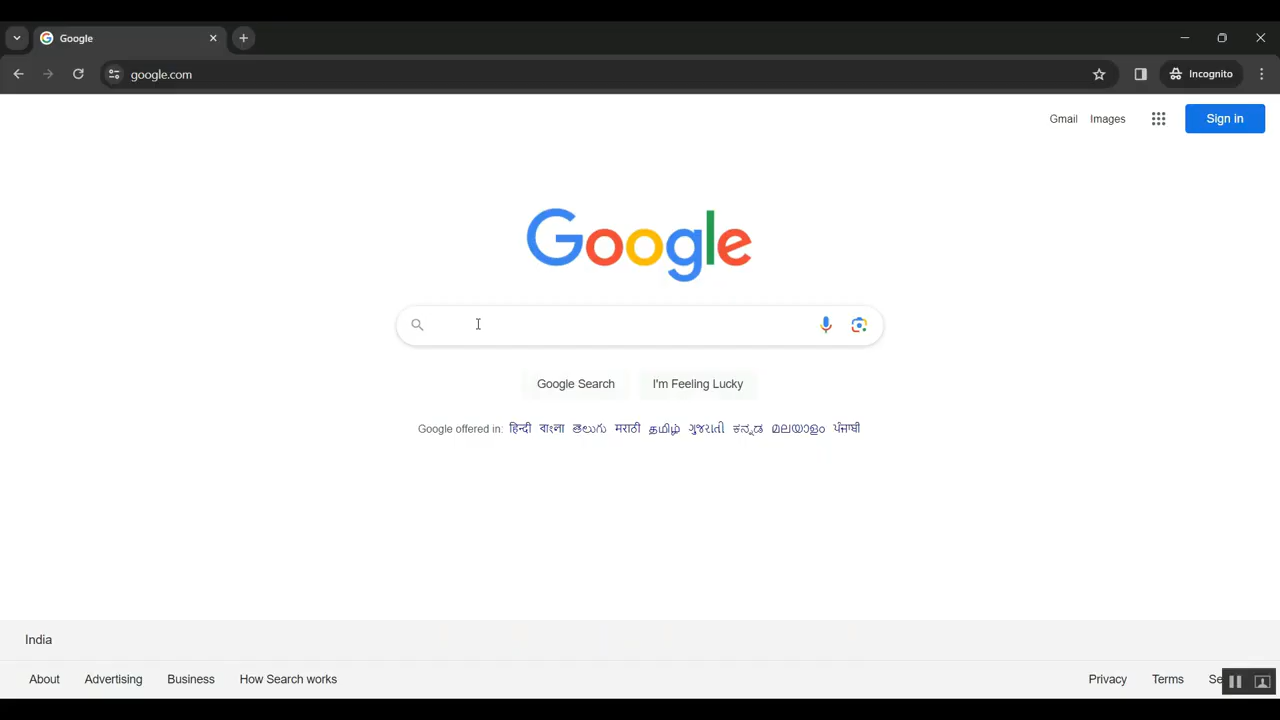 Google
google.com
Incognito
Gmail Images Sign in
Google
Google Search I'm Feeling Lucky
Google offered in: हिन्दी বাংলা తెలుగు मराठी தமிழ் ગુજરાતી ಕನ್ನಡ മലയാളം ਪੰਜਾਬੀ
India
About Advertising Business How Search works Privacy Terms Se